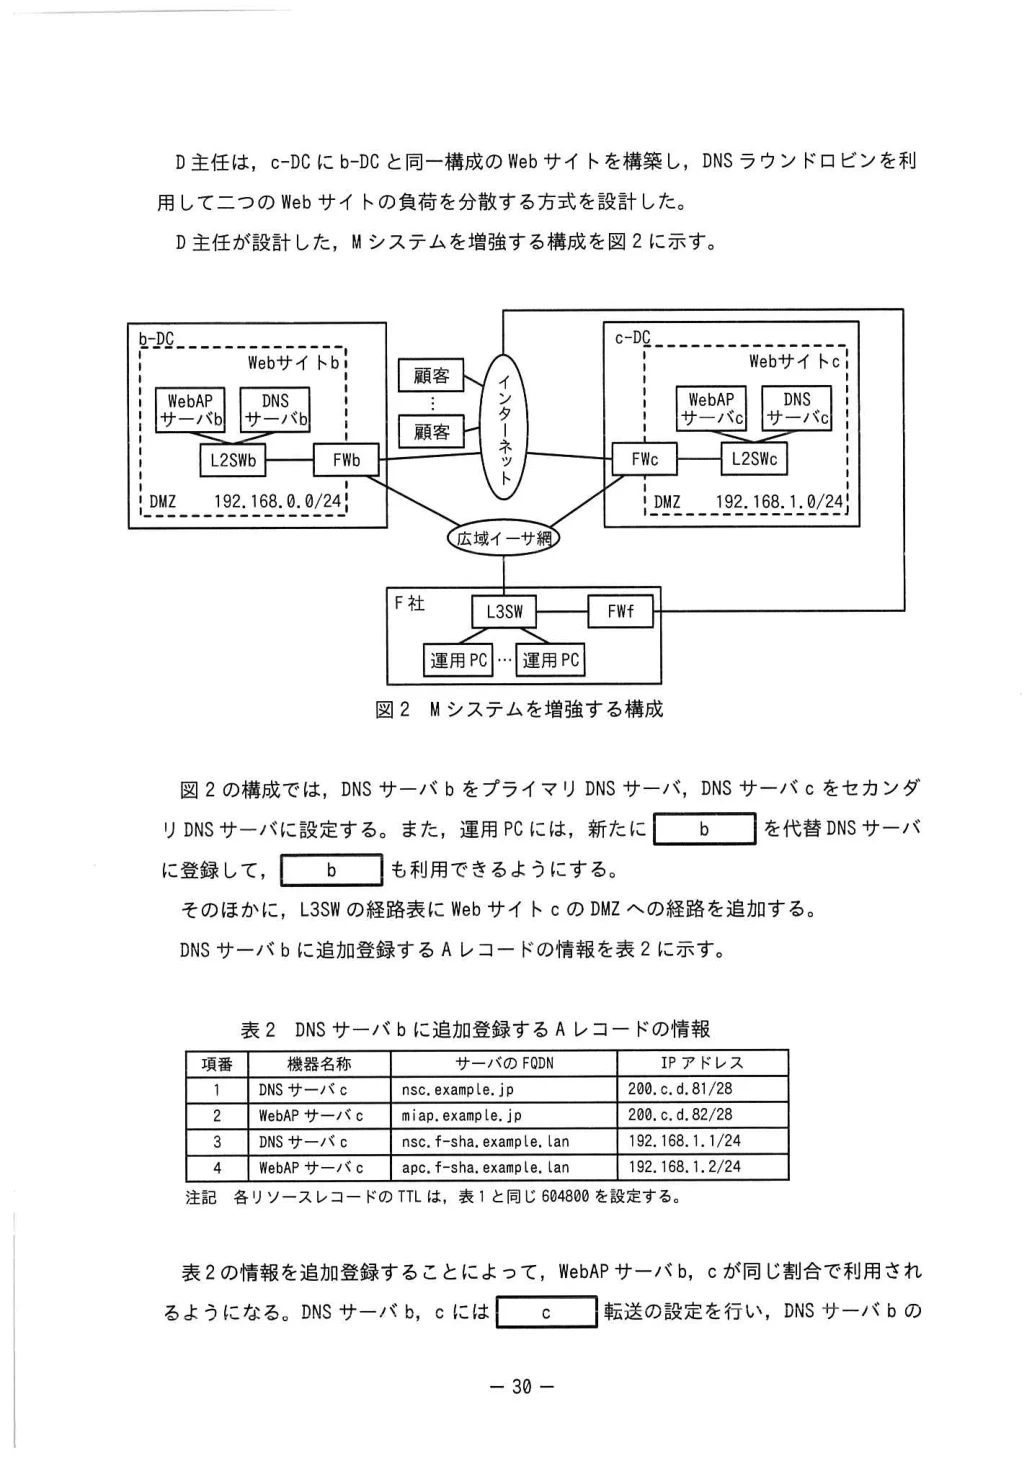 D主任は，c-DCにb-DCと同一構成のWebサイトを構築し，DNSラウンドロビンを利
用して二つのWebサイトの負荷を分散する方式を設計した。
D主任が設計した，Mシステムを増強する構成を図2に示す。
b-DC
Webサイトb
WebAP
サーバb
DNS
サーバb
L2SWb
FWb
DMZ 192.168.0.0/24
顧客
⋮
顧客
インターネット
c-DC
Webサイトc
WebAP
サーバc
DNS
サーバc
FWc
L2SWc
DMZ 192.168.1.0/24
広域イーサ網
F社
L3SW
FWf
運用PC … 運用PC
図2 Mシステムを増強する構成
図2の構成では，DNSサーバbをプライマリDNSサーバ，DNSサーバcをセカンダ
リDNSサーバに設定する。また，運用PCには，新たに b を代替DNSサーバ
に登録して， b も利用できるようにする。
そのほかに，L3SWの経路表にWebサイトcのDMZへの経路を追加する。
DNSサーバbに追加登録するAレコードの情報を表2に示す。
表2 DNSサーバbに追加登録するAレコードの情報
項番 機器名称 サーバのFQDN IPアドレス
1 DNSサーバc nsc.example.jp 200.c.d.81/28
2 WebAPサーバc miap.example.jp 200.c.d.82/28
3 DNSサーバc nsc.f-sha.example.lan 192.168.1.1/24
4 WebAPサーバc apc.f-sha.example.lan 192.168.1.2/24
注記 各リソースレコードのTTLは，表1と同じ604800を設定する。
表2の情報を追加登録することによって，WebAPサーバb，cが同じ割合で利用され
るようになる。DNSサーバb，cには c 転送の設定を行い，DNSサーバbの
— 30 —